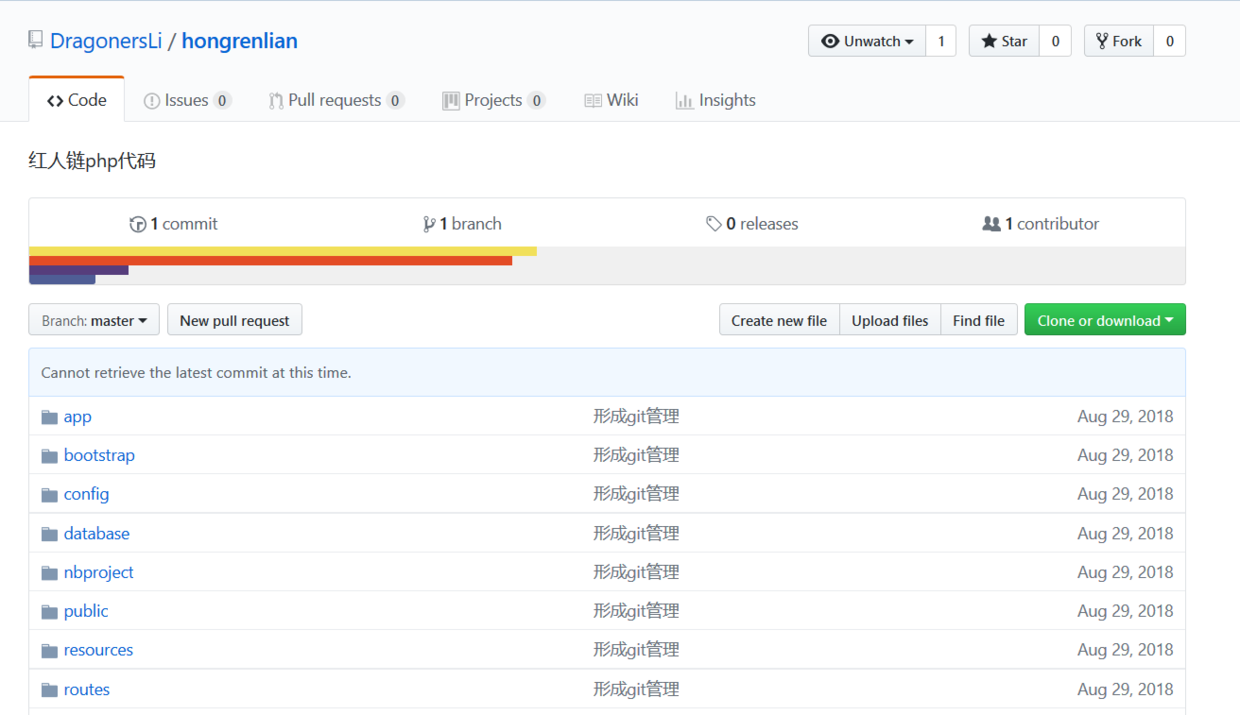 DragonersLi / hongrenlian
Unwatch 1 Star 0 Fork 0
Code Issues 0 Pull requests 0 Projects 0 Wiki Insights
红人链php代码
1 commit 1 branch 0 releases 1 contributor
Branch: master New pull request Create new file Upload files Find file Clone or download
Cannot retrieve the latest commit at this time.
app 形成git管理 Aug 29, 2018
bootstrap 形成git管理 Aug 29, 2018
config 形成git管理 Aug 29, 2018
database 形成git管理 Aug 29, 2018
nbproject 形成git管理 Aug 29, 2018
public 形成git管理 Aug 29, 2018
resources 形成git管理 Aug 29, 2018
routes 形成git管理 Aug 29, 2018